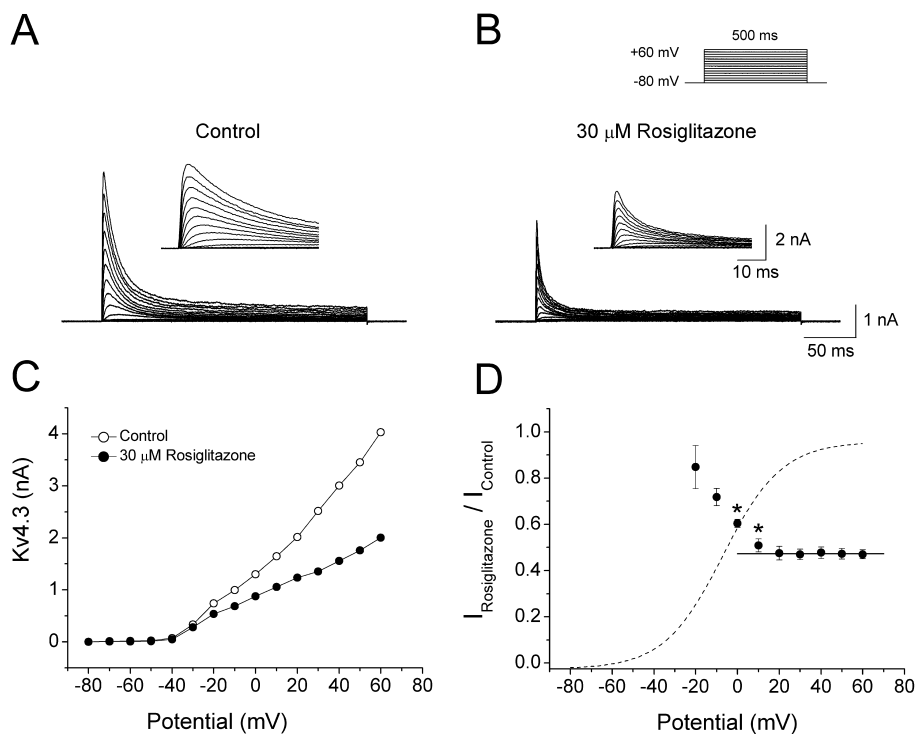 A
B
500 ms
+60 mV
-80 mV
Control
30 μM Rosiglitazone
2 nA
10 ms
1 nA
50 ms
C
D
Control
30 μM Rosiglitazone
Kv4.3 (nA)
4
3
2
1
0
-80 -60 -40 -20 0 20 40 60 80
Potential (mV)
I Rosiglitazone / I Control
1.0
0.8
0.6
0.4
0.2
0.0
* *
-80 -60 -40 -20 0 20 40 60 80
Potential (mV)